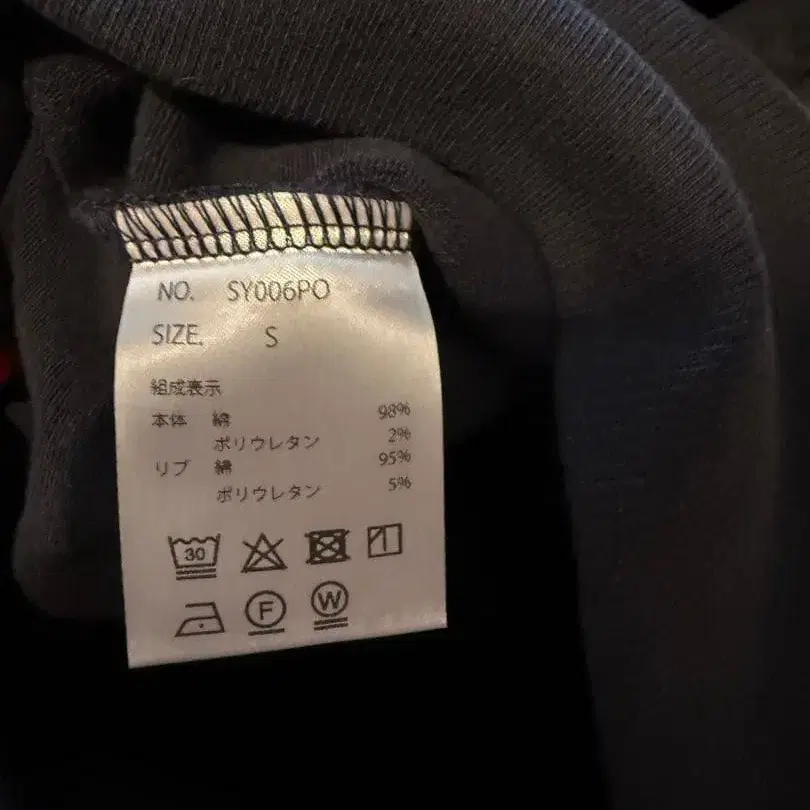 NO. SY006PO
SIZE. S
組成表示
本体 綿 98%
ポリウレタン 2%
リブ 綿 95%
ポリウレタン 5%
30
F W